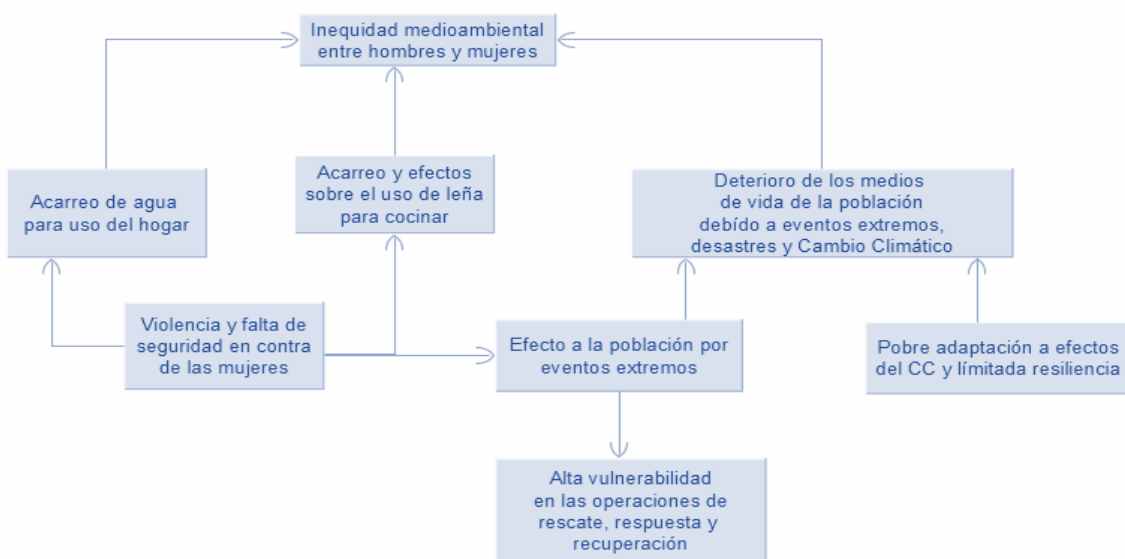 Inequidad medioambiental
entre hombres y mujeres
Acarreo de agua
para uso del hogar
Acarreo y efectos
sobre el uso de leña
para cocinar
Deterioro de los medios
de vida de la población
debído a eventos extremos,
desastres y Cambio Climático
Violencia y falta de
seguridad en contra
de las mujeres
Efecto a la población por
eventos extremos
Pobre adaptación a efectos
del CC y límitada resiliencia
Alta vulnerabilidad
en las operaciones de
rescate, respuesta y
recuperación